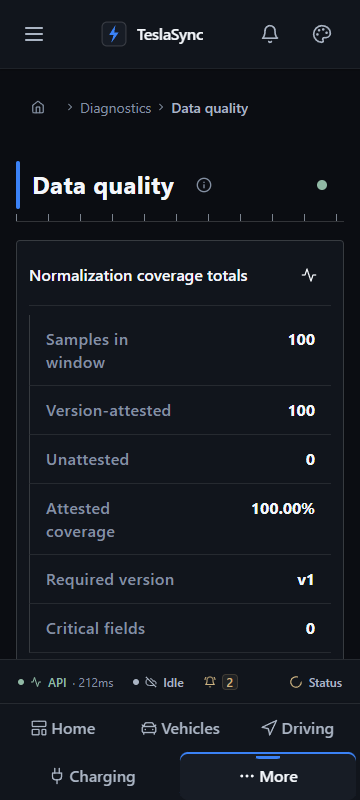 TeslaSync
Diagnostics
Data quality
Data quality
Normalization coverage totals
Samples in
window
100
Version-attested
100
Unattested
0
Attested
coverage
100.00%
Required version
v1
Critical fields
0
API · 212ms
Idle
2
Status
Home
Vehicles
Driving
Charging
More